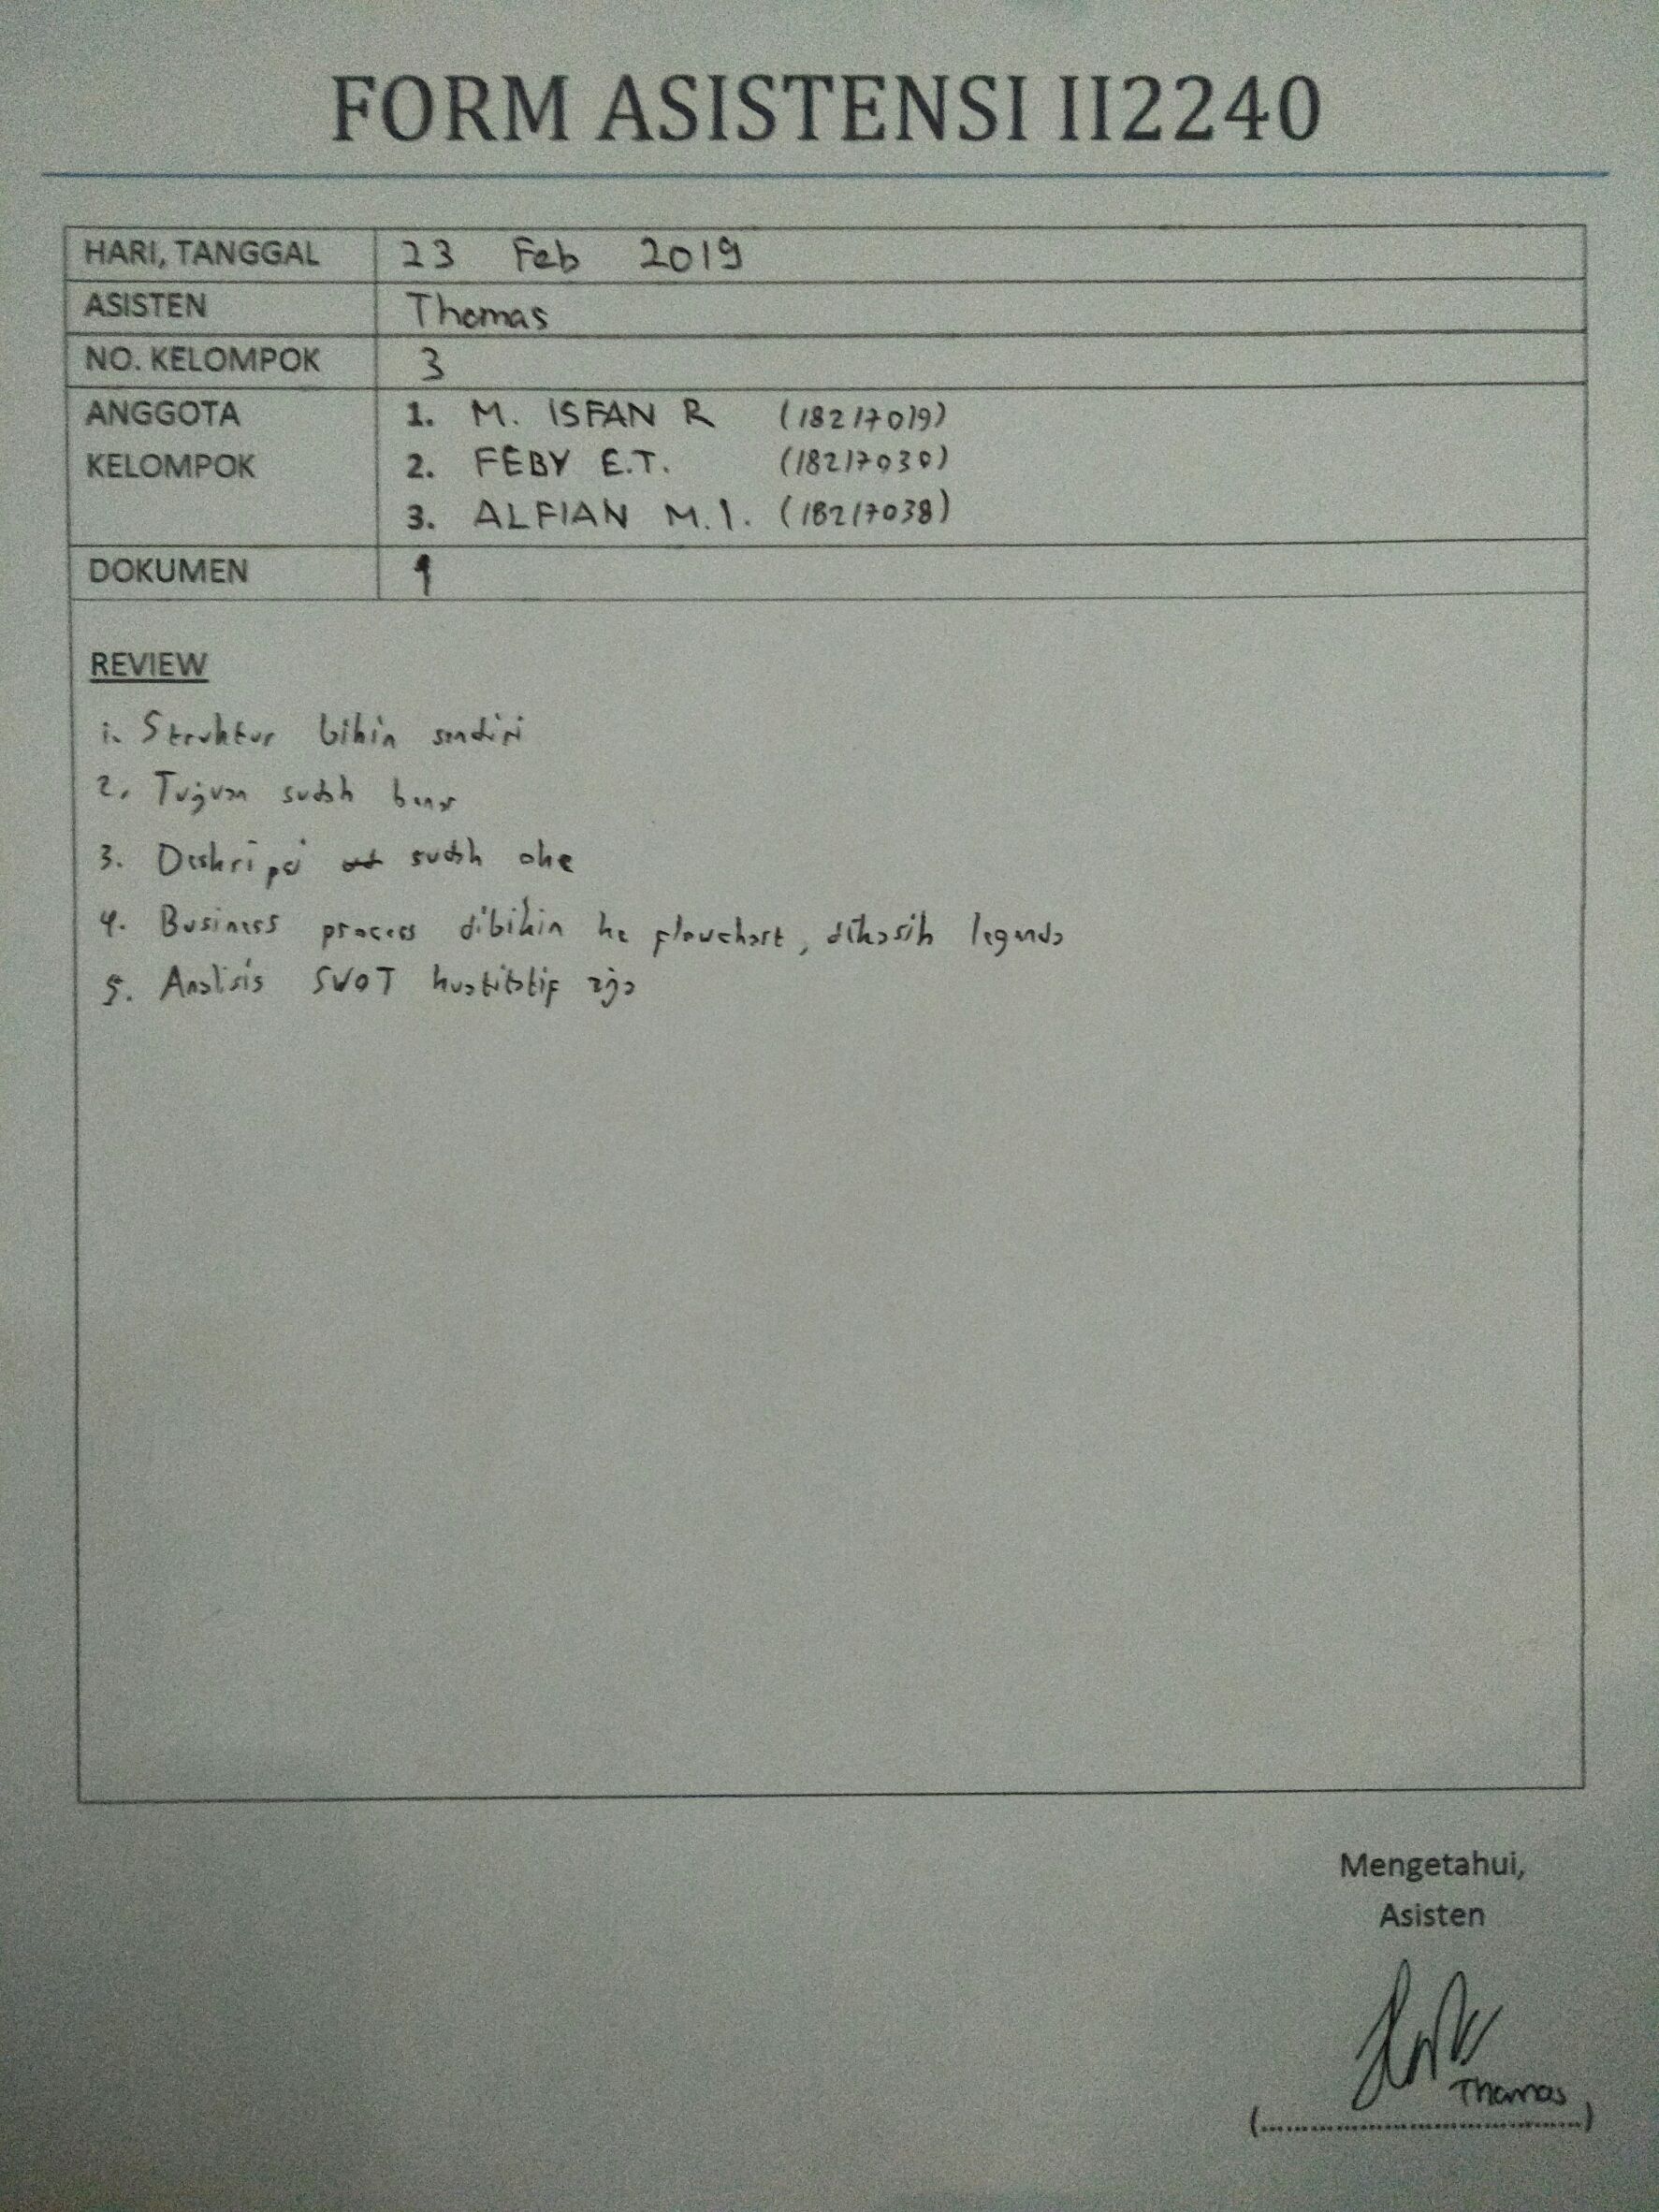 FORM ASISTENSI II2240
HARI, TANGGAL 23 Feb 2019
ASISTEN Thomas
NO. KELOMPOK 3
ANGGOTA 1. M. ISFAN R (18217019)
KELOMPOK 2. FEBY E.T. (18217030)
3. ALFIAN M.I. (18217038)
DOKUMEN 1
REVIEW
1. Struktur bikin sendiri
2. Tujuan sudah benar
3. Deskripsi sudah oke
4. Business process dibikin ke flowchart, dikasih legenda
5. Analisis SWOT kuatitatif aja
Mengetahui,
Asisten
Thomas
(..............................)